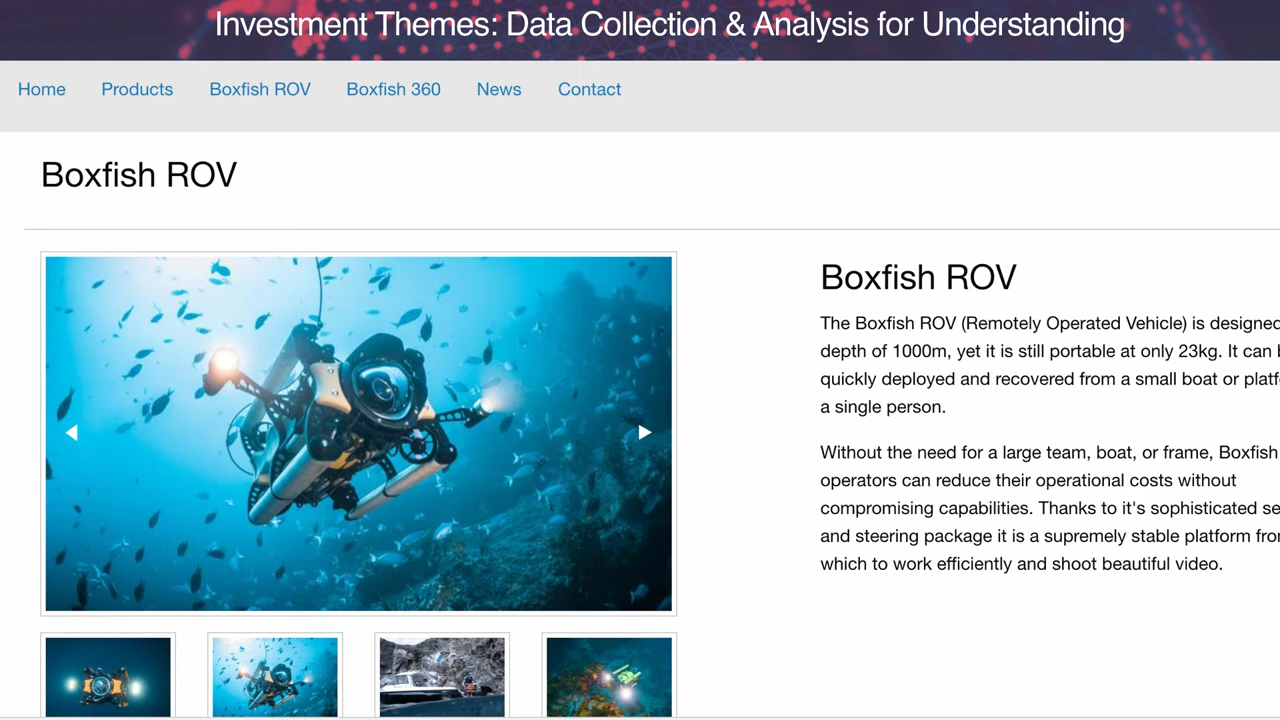 Investment Themes: Data Collection & Analysis for Understanding
Home Products Boxfish ROV Boxfish 360 News Contact
Boxfish ROV
Boxfish ROV
The Boxfish ROV (Remotely Operated Vehicle) is designed
depth of 1000m, yet it is still portable at only 23kg. It can
quickly deployed and recovered from a small boat or
a single person.
Without the need for a large team, boat, or frame, Boxfish
operators can reduce their operational costs without
compromising capabilities. Thanks to it's sophisticated
and steering package it is a supremely stable platform
which to work efficiently and shoot beautiful video.